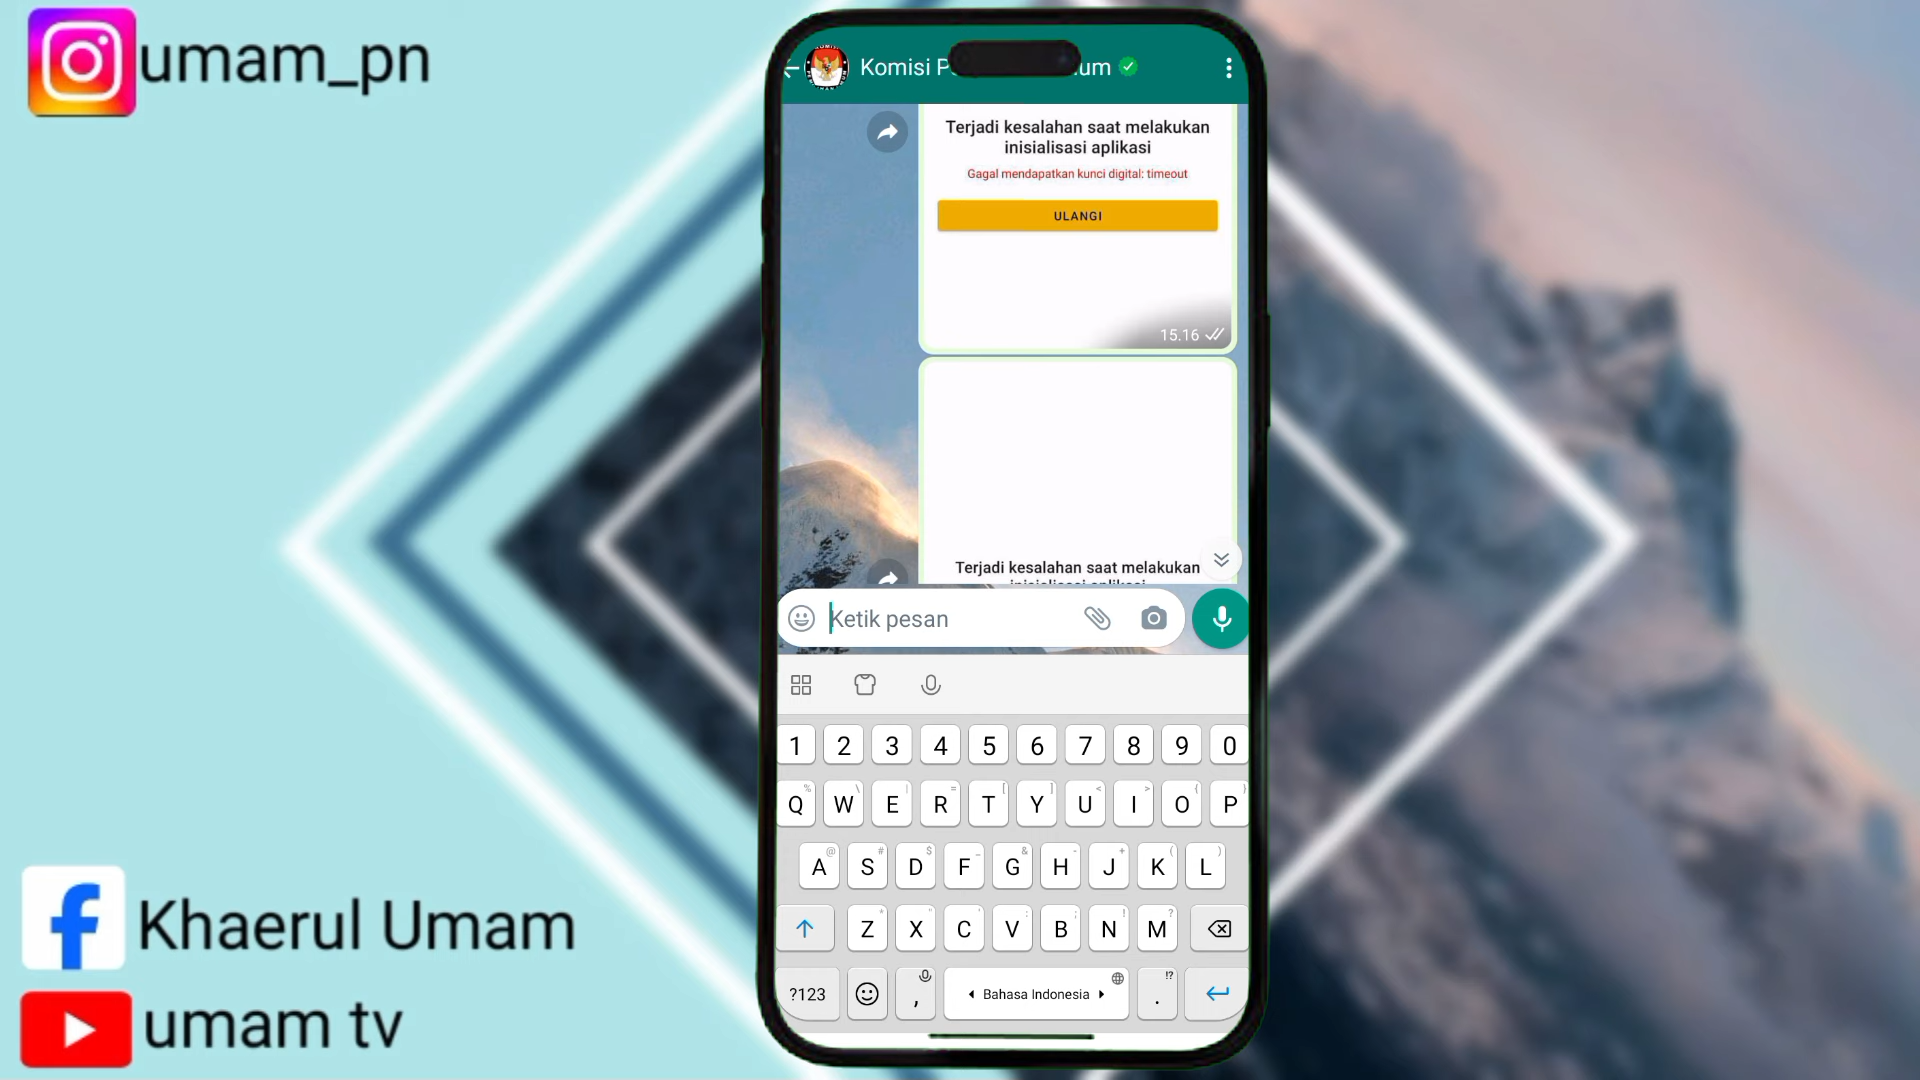 umam_pn
Komisi P um
Terjadi kesalahan saat melakukan
inisialisasi aplikasi
Gagal mendapatkan kunci digital: timeout
ULANGI
15.16
Terjadi kesalahan saat melakukan
inisialisasi aplikasi
Ketik pesan
1 2 3 4 5 6 7 8 9 0
Q W E R T Y U I O P
A S D F G H J K L
Z X C V B N M
?123 , Bahasa Indonesia . !?
Khaerul Umam
umam tv